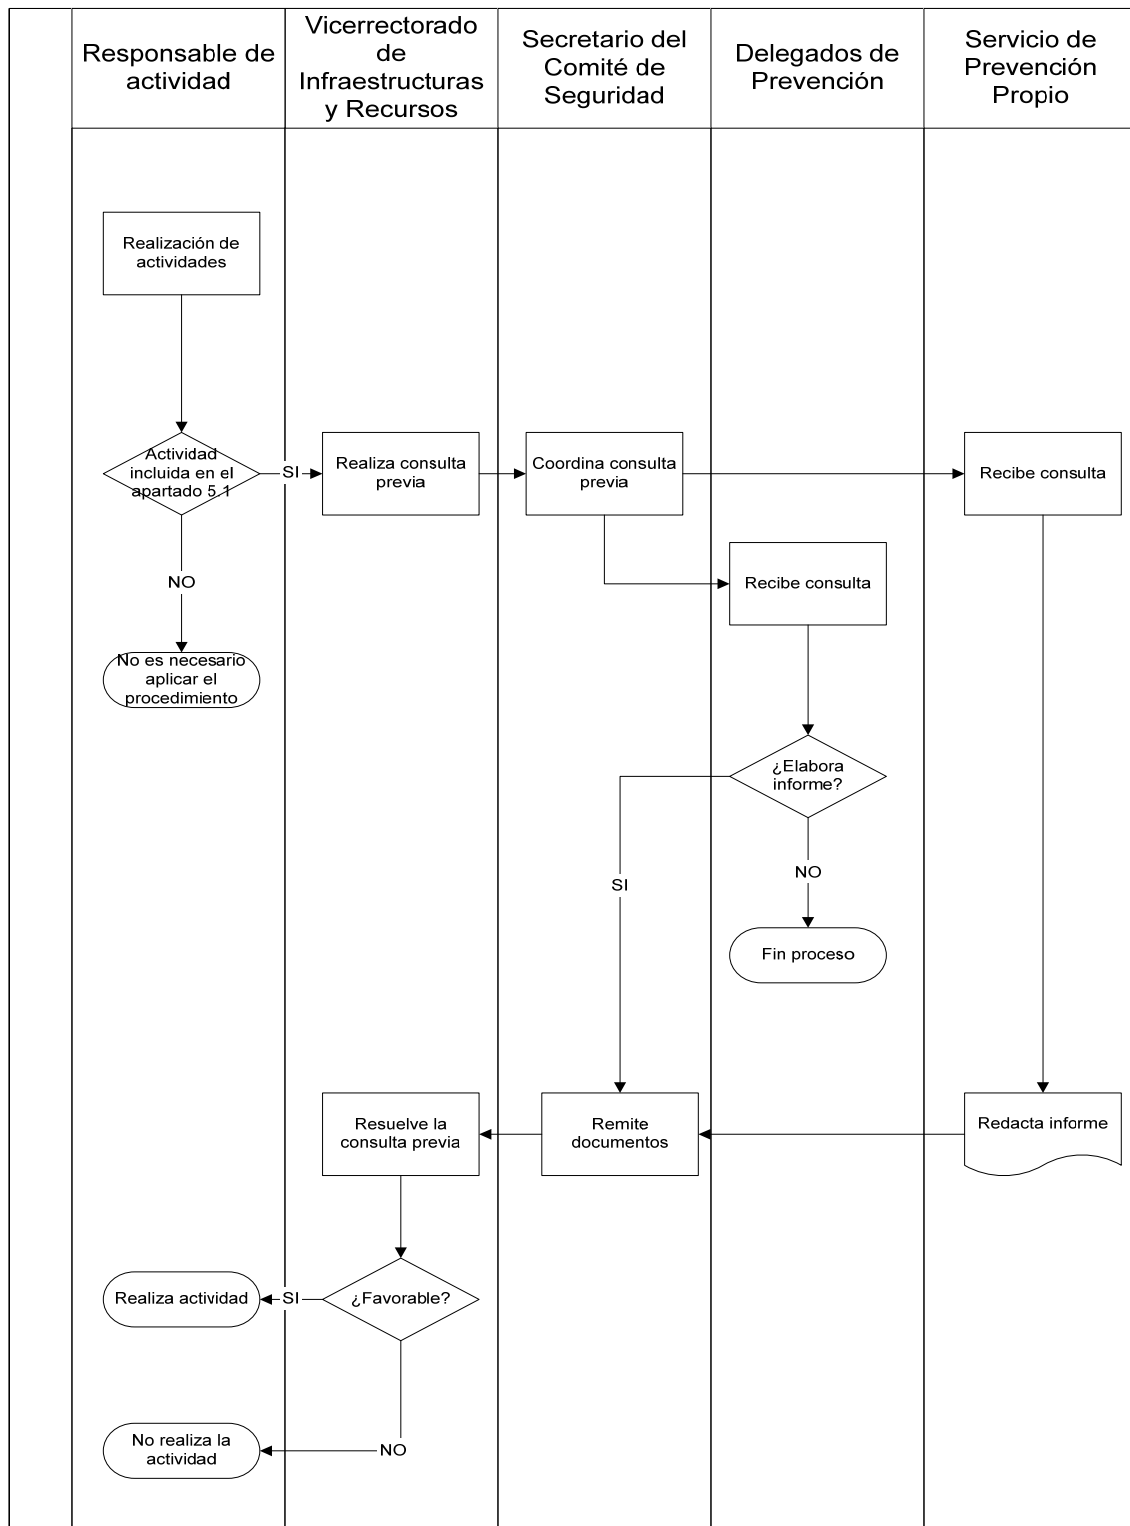 Responsable de
actividad
Vicerrectorado
de
Infraestructuras
y Recursos
Secretario del
Comité de
Seguridad
Delegados de
Prevención
Servicio de
Prevención
Propio
Realización de
actividades
Actividad
incluida en el
apartado 5.1
SI
Realiza consulta
previa
Coordina consulta
previa
Recibe consulta
Recibe consulta
NO
No es necesario
aplicar el
procedimiento
¿Elabora
informe?
SI
NO
Fin proceso
Resuelve la
consulta previa
Remite
documentos
Redacta informe
Realiza actividad
SI
¿Favorable?
No realiza la
actividad
NO